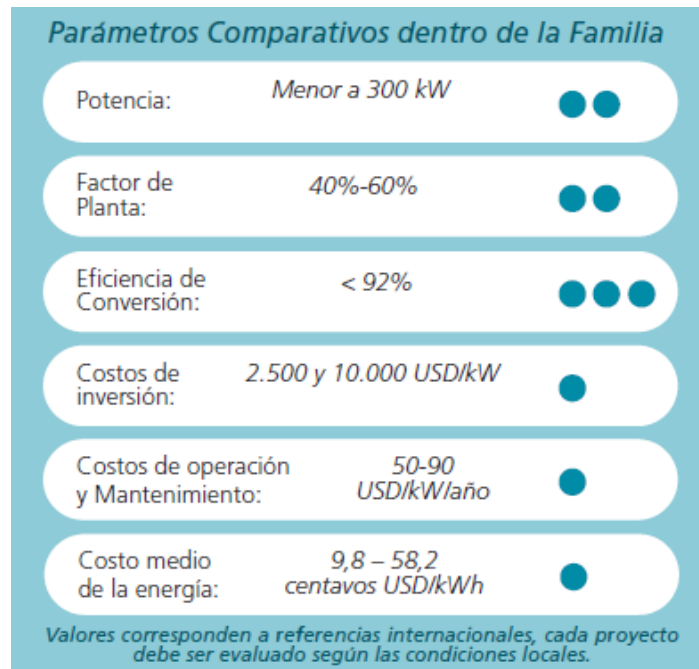 Parámetros Comparativos dentro de la Familia
Potencia:
Menor a 300 kW
Factor de
Planta:
40%-60%
Eficiencia de
Conversión:
< 92%
Costos de
inversión:
2.500 y 10.000 USD/kW
Costos de operación
y Mantenimiento:
50-90
USD/kW/año
Costo medio
de la energía:
9,8 – 58,2
centavos USD/kWh
Valores corresponden a referencias internacionales, cada proyecto
debe ser evaluado según las condiciones locales.